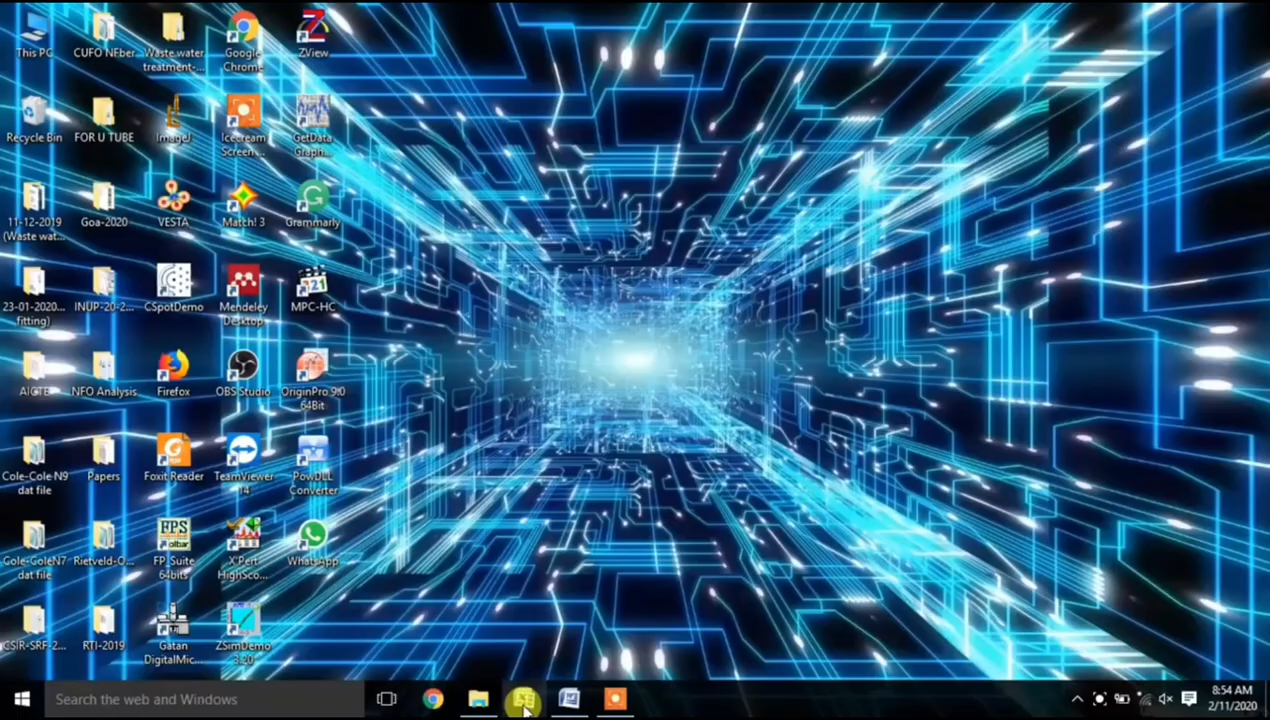 This PC
CUFO NFber
Waste water
treatment-...
Google
Chrome
ZView
Recycle Bin
FOR U TUBE
ImageJ
Icecream
Screen ...
GetData
Graph...
11-12-2019
(Waste wat...
Goa-2020
VESTA
Match! 3
Grammarly
23-01-2020...
fitting)
INUP-20-2...
CSpotDemo
Mendeley
Desktop
MPC-HC
AICTE
NFO Analysis
Firefox
OBS Studio
OriginPro 9.0
64Bit
Cole-Cole N9
dat file
Papers
Foxit Reader
TeamViewer
14
PowDLL
Converter
Cole-ColeN7
dat file
Rietveld-O...
FP_Suite
64bits
X'Pert
HighSco...
WhatsApp
CSIR-SRF-2...
RTI-2019
Gatan
DigitalMic...
ZSimDemo
3.20
Search the web and Windows
8:54 AM
2/11/2020